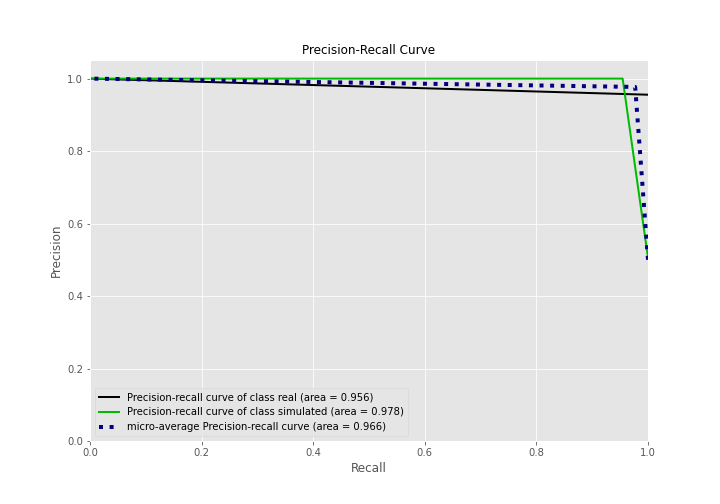 Precision-Recall Curve
1.0
0.8
0.6
0.4
0.2
0.0
Precision
Precision-recall curve of class real (area = 0.956)
Precision-recall curve of class simulated (area = 0.978)
micro-average Precision-recall curve (area = 0.966)
0.0
0.2
0.4
0.6
0.8
1.0
Recall